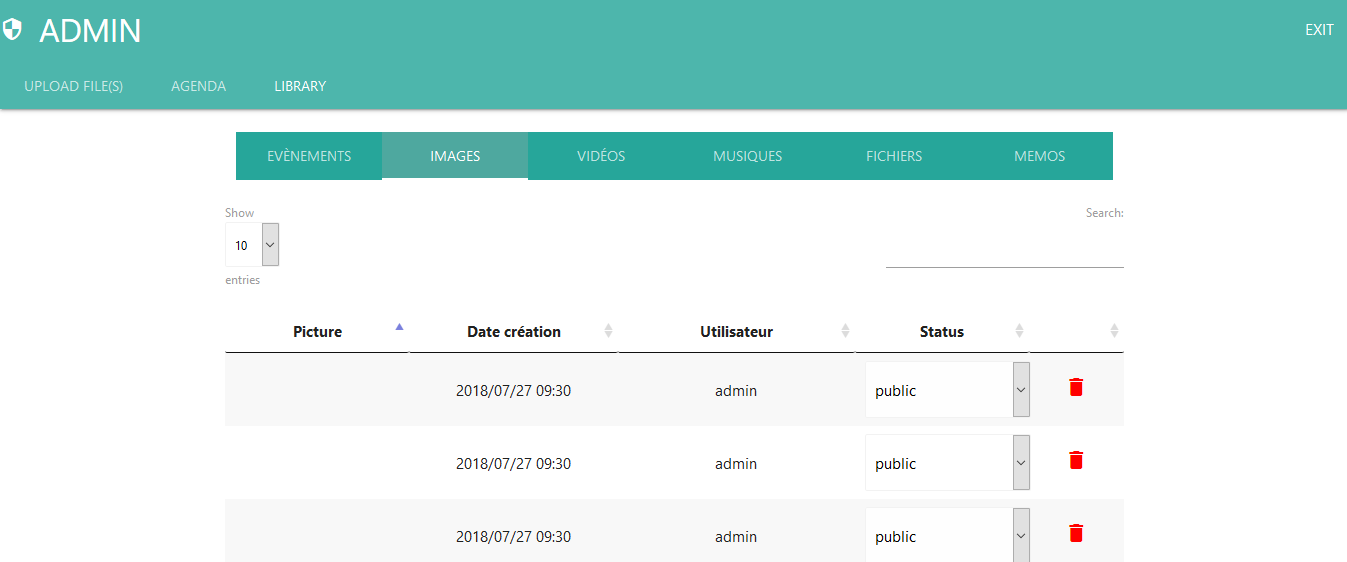 ADMIN
EXIT
UPLOAD FILE(S) AGENDA LIBRARY
EVÈNEMENTS IMAGES VIDÉOS MUSIQUES FICHIERS MEMOS
Show
Search:
10
entries
Picture Date création Utilisateur Status
2018/07/27 09:30 admin public
2018/07/27 09:30 admin public
2018/07/27 09:30 admin public